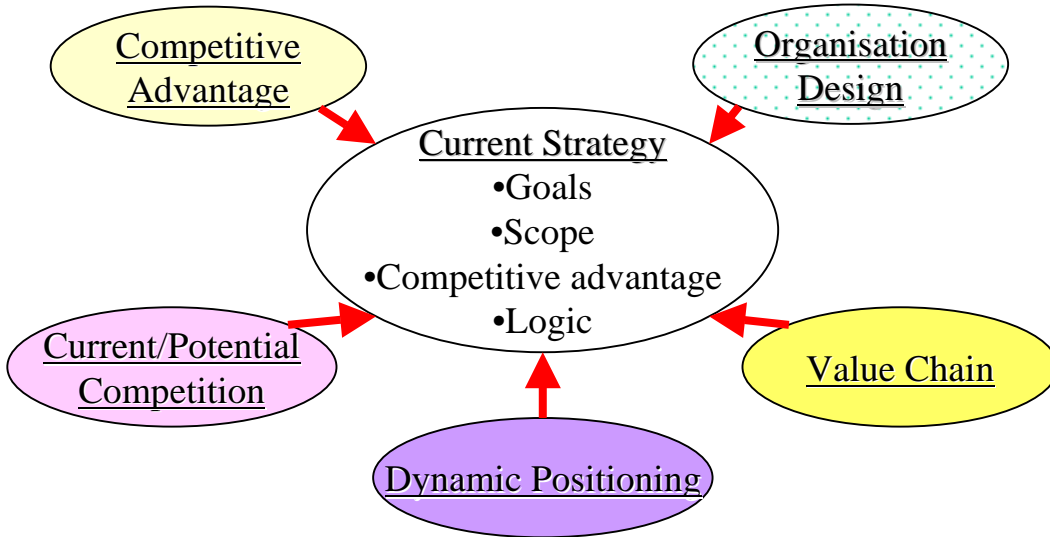 Competitive
Advantage
Organisation
Design
Current Strategy
•Goals
•Scope
•Competitive advantage
•Logic
Current/Potential
Competition
Value Chain
Dynamic Positioning